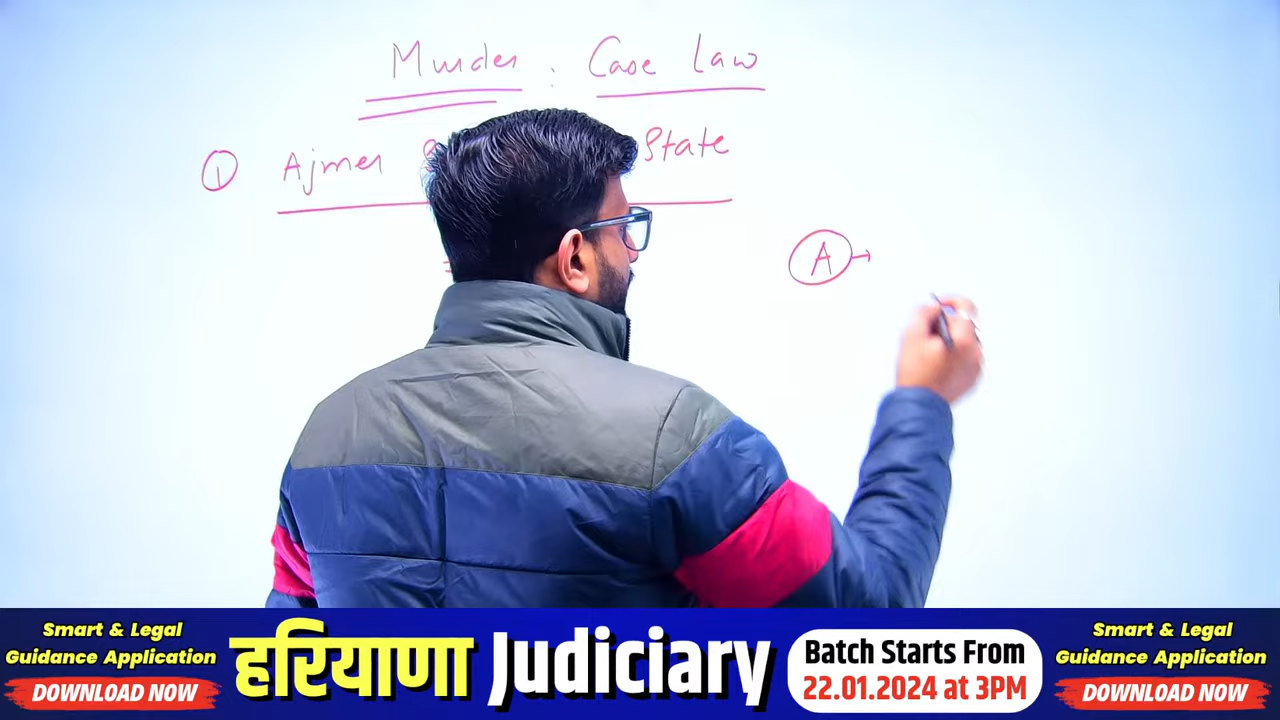 Murder : Case Law
① Ajmer S State
A →
Smart & Legal
Guidance Application
DOWNLOAD NOW
हरियाणा Judiciary
Batch Starts From
22.01.2024 at 3PM
Smart & Legal
Guidance Application
DOWNLOAD NOW